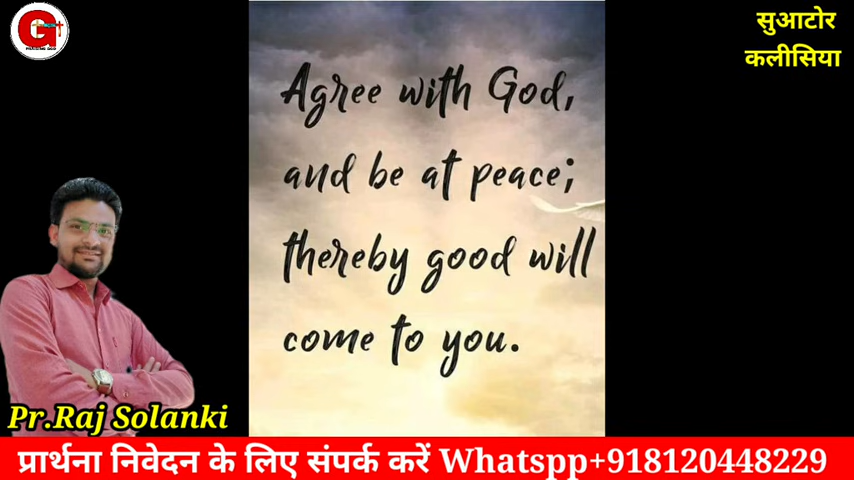 G
सुआटोर
कलीसिया
Agree with God,
and be at peace;
thereby good will
come to you.
Pr.Raj Solanki
प्रार्थना निवेदन के लिए संपर्क करें Whatspp+918120448229